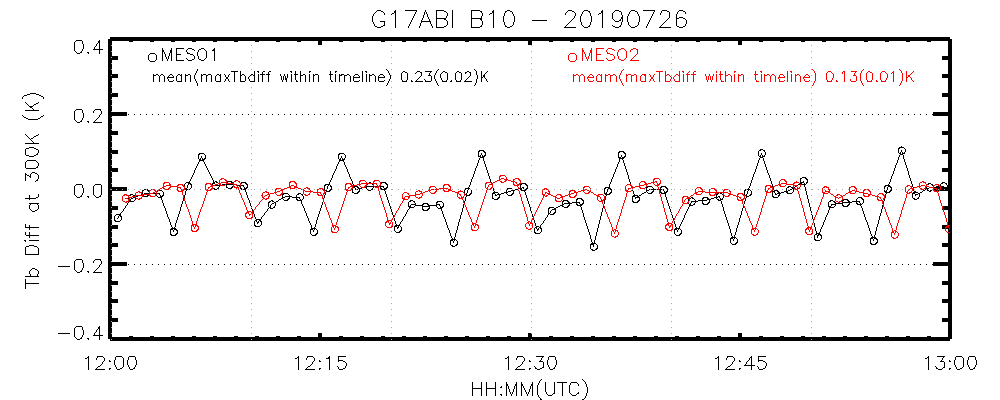 G17ABI B10 − 20190726
MESO1 MESO2
mean(maxTbdiff within timeline) 0.23(0.02)K meam(maxTbdiff within timeline) 0.13(0.01)K
Tb Diff at 300K (K)
0.4
0.2
0.0
−0.2
−0.4
12:00 12:15 12:30 12:45 13:00
HH:MM(UTC)